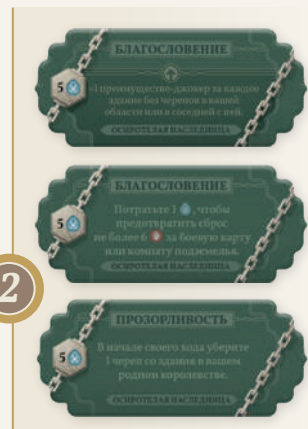 БЛАГОСЛОВЕНИЕ
5
+1 преимущество-джокер за каждое
здание без черепов в вашей
области или в соседней с ней.
ОСИРОТЕЛАЯ НАСЛЕДНИЦА
БЛАГОСЛОВЕНИЕ
5
Потратьте 1 , чтобы
предотвратить сброс
не более 6 за боевую карту
или комнату подземелья.
ОСИРОТЕЛАЯ НАСЛЕДНИЦА
2
ПРОЗОРЛИВОСТЬ
5
В начале своего хода уберите
1 череп со здания в вашем
родном королевстве.
ОСИРОТЕЛАЯ НАСЛЕДНИЦА